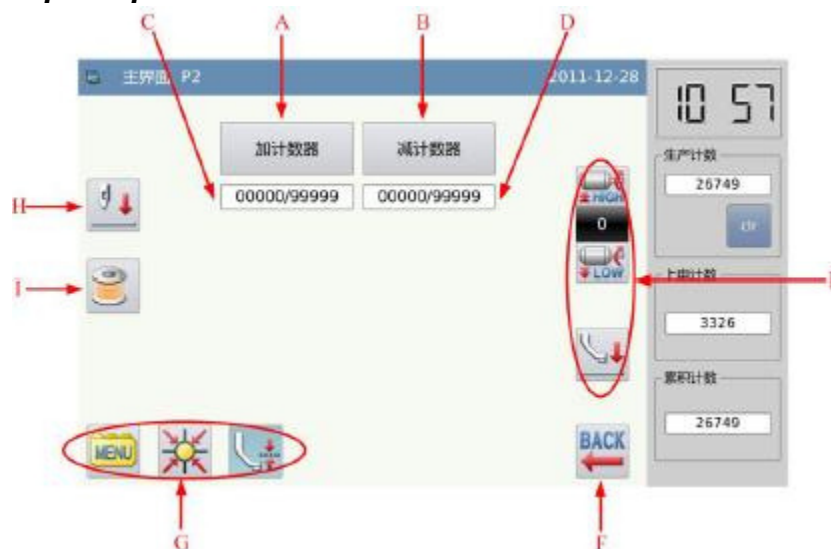 C A B D
主界面 P2 2011-12-28
10 57
加计数器 减计数器
生产计数
00000/99999 00000/99999
26749
HIGH
H
0
clr
LOW
I
上电计数
3326
累积计数
26749
MENU
BACK
G F